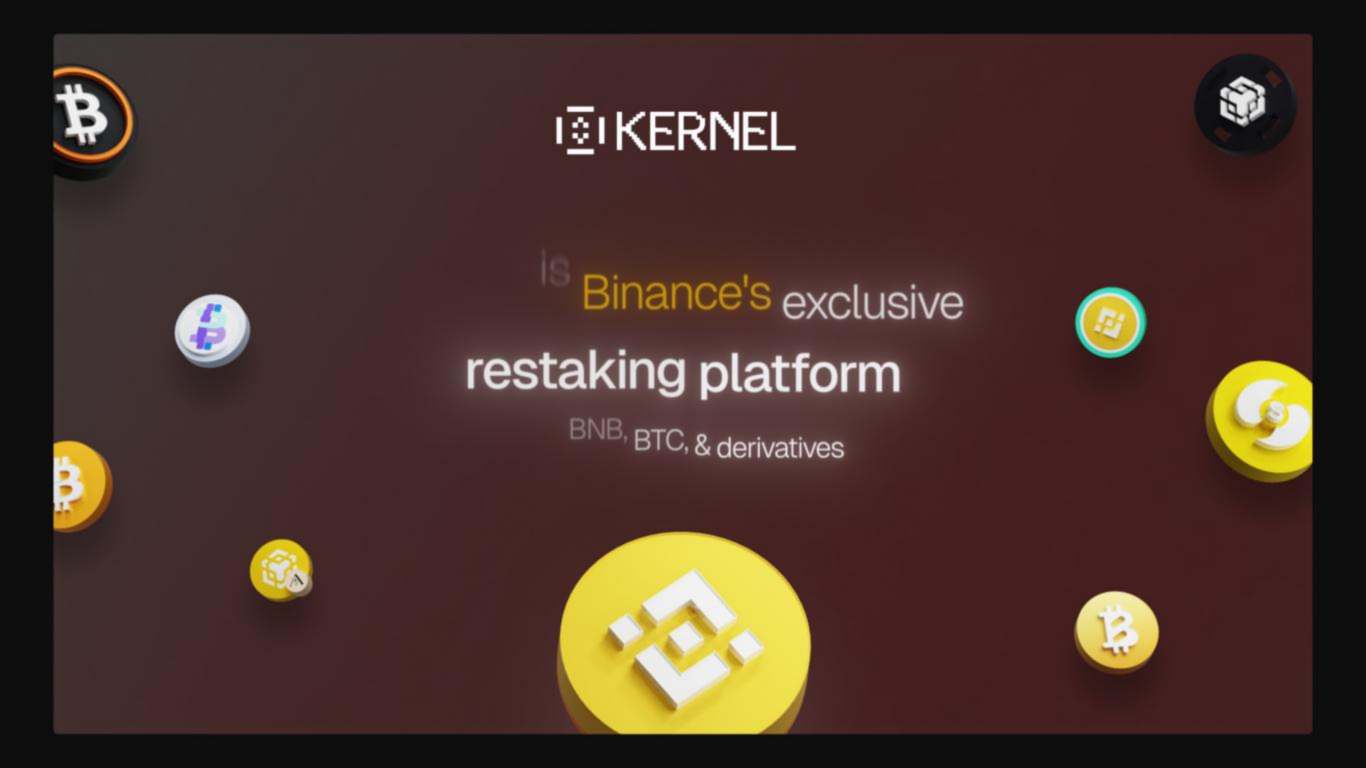 KERNEL
is Binance's exclusive
restaking platform
BNB, BTC, & derivatives